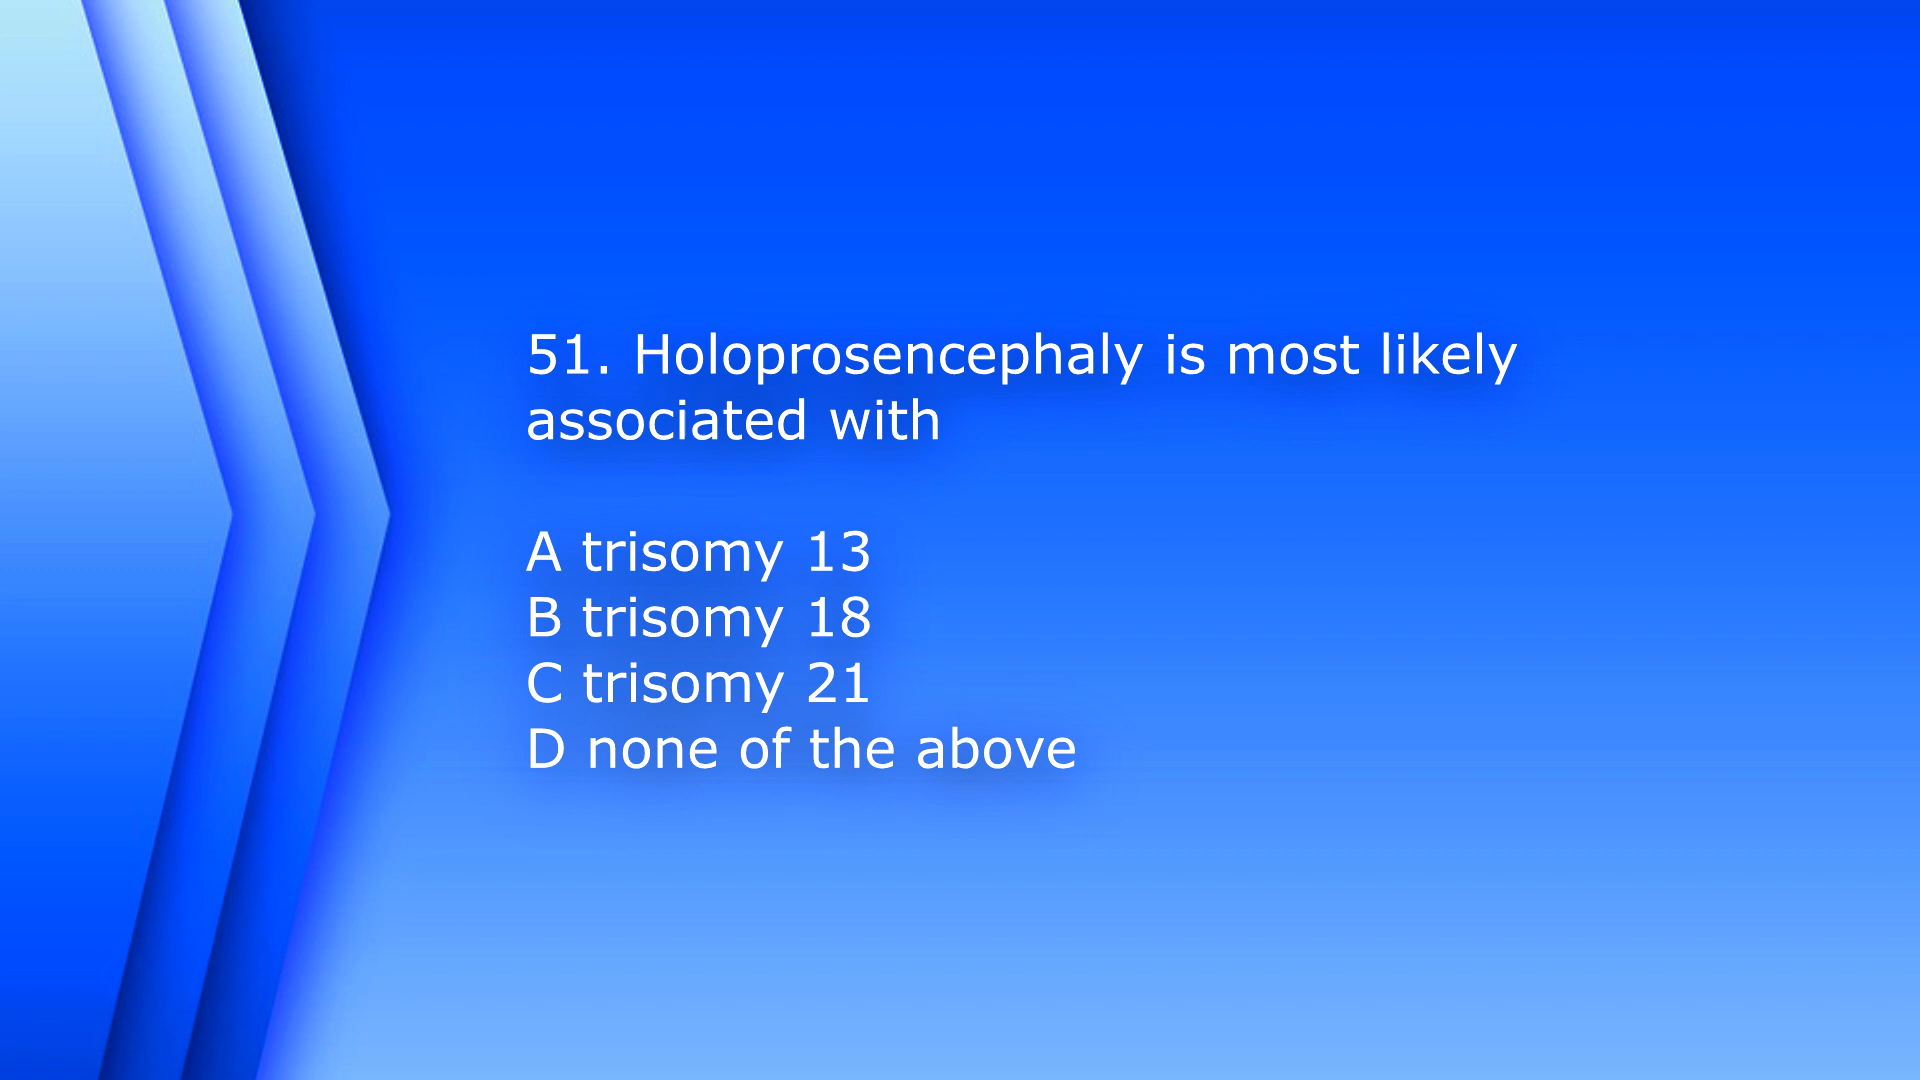 51. Holoprosencephaly is most likely
associated with
A trisomy 13
B trisomy 18
C trisomy 21
D none of the above